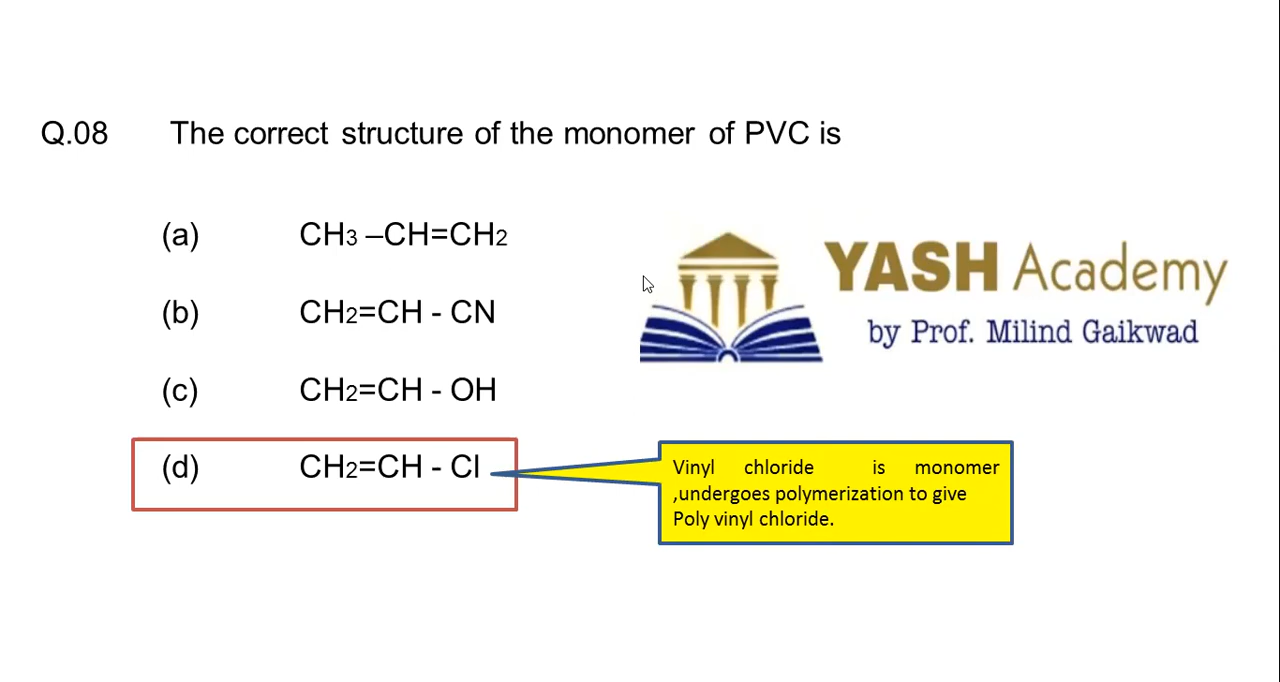 Q.08 The correct structure of the monomer of PVC is
(a) CH3 –CH=CH2
(b) CH2=CH - CN
(c) CH2=CH - OH
(d) CH2=CH - Cl
YASH Academy
by Prof. Milind Gaikwad
Vinyl chloride is monomer
,undergoes polymerization to give
Poly vinyl chloride.